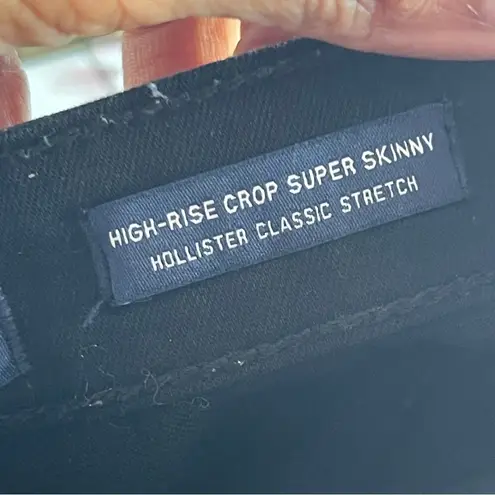 HIGH-RISE CROP SUPER SKINNY
HOLLISTER CLASSIC STRETCH